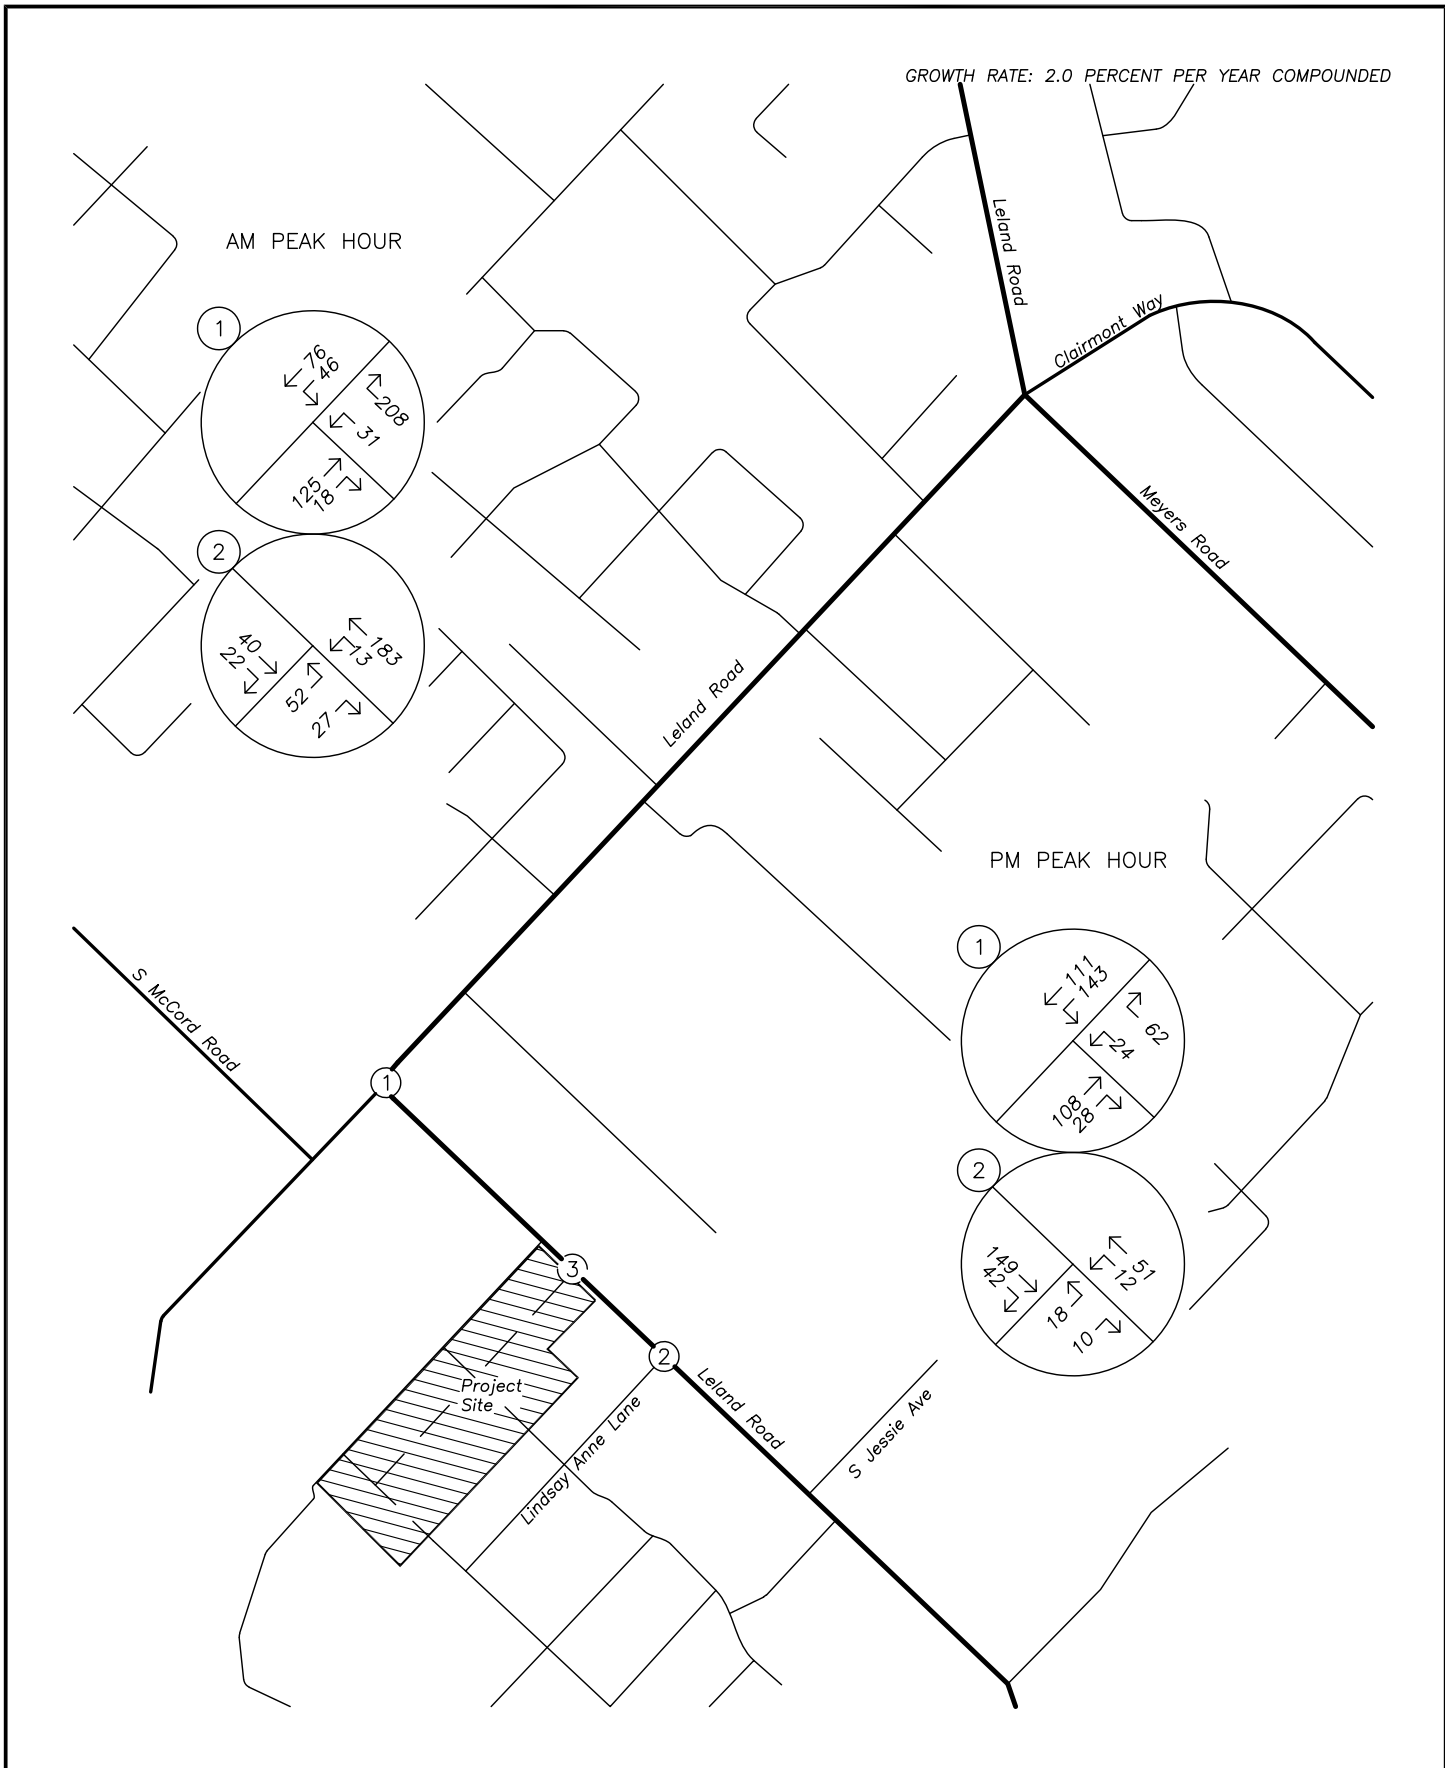 GROWTH RATE: 2.0 PERCENT PER YEAR COMPOUNDED
Leland Road
Clairmont Way
Meyers Road
AM PEAK HOUR
1
76
46
208
31
125
18
2
40
22
183
13
52
27
Leland Road
PM PEAK HOUR
1
111
143
62
24
108
28
2
149
42
51
12
18
10
S McCord Road
1
3
2
Project
Site
Lindsay Anne Lane
Leland Road
S Jessie Ave